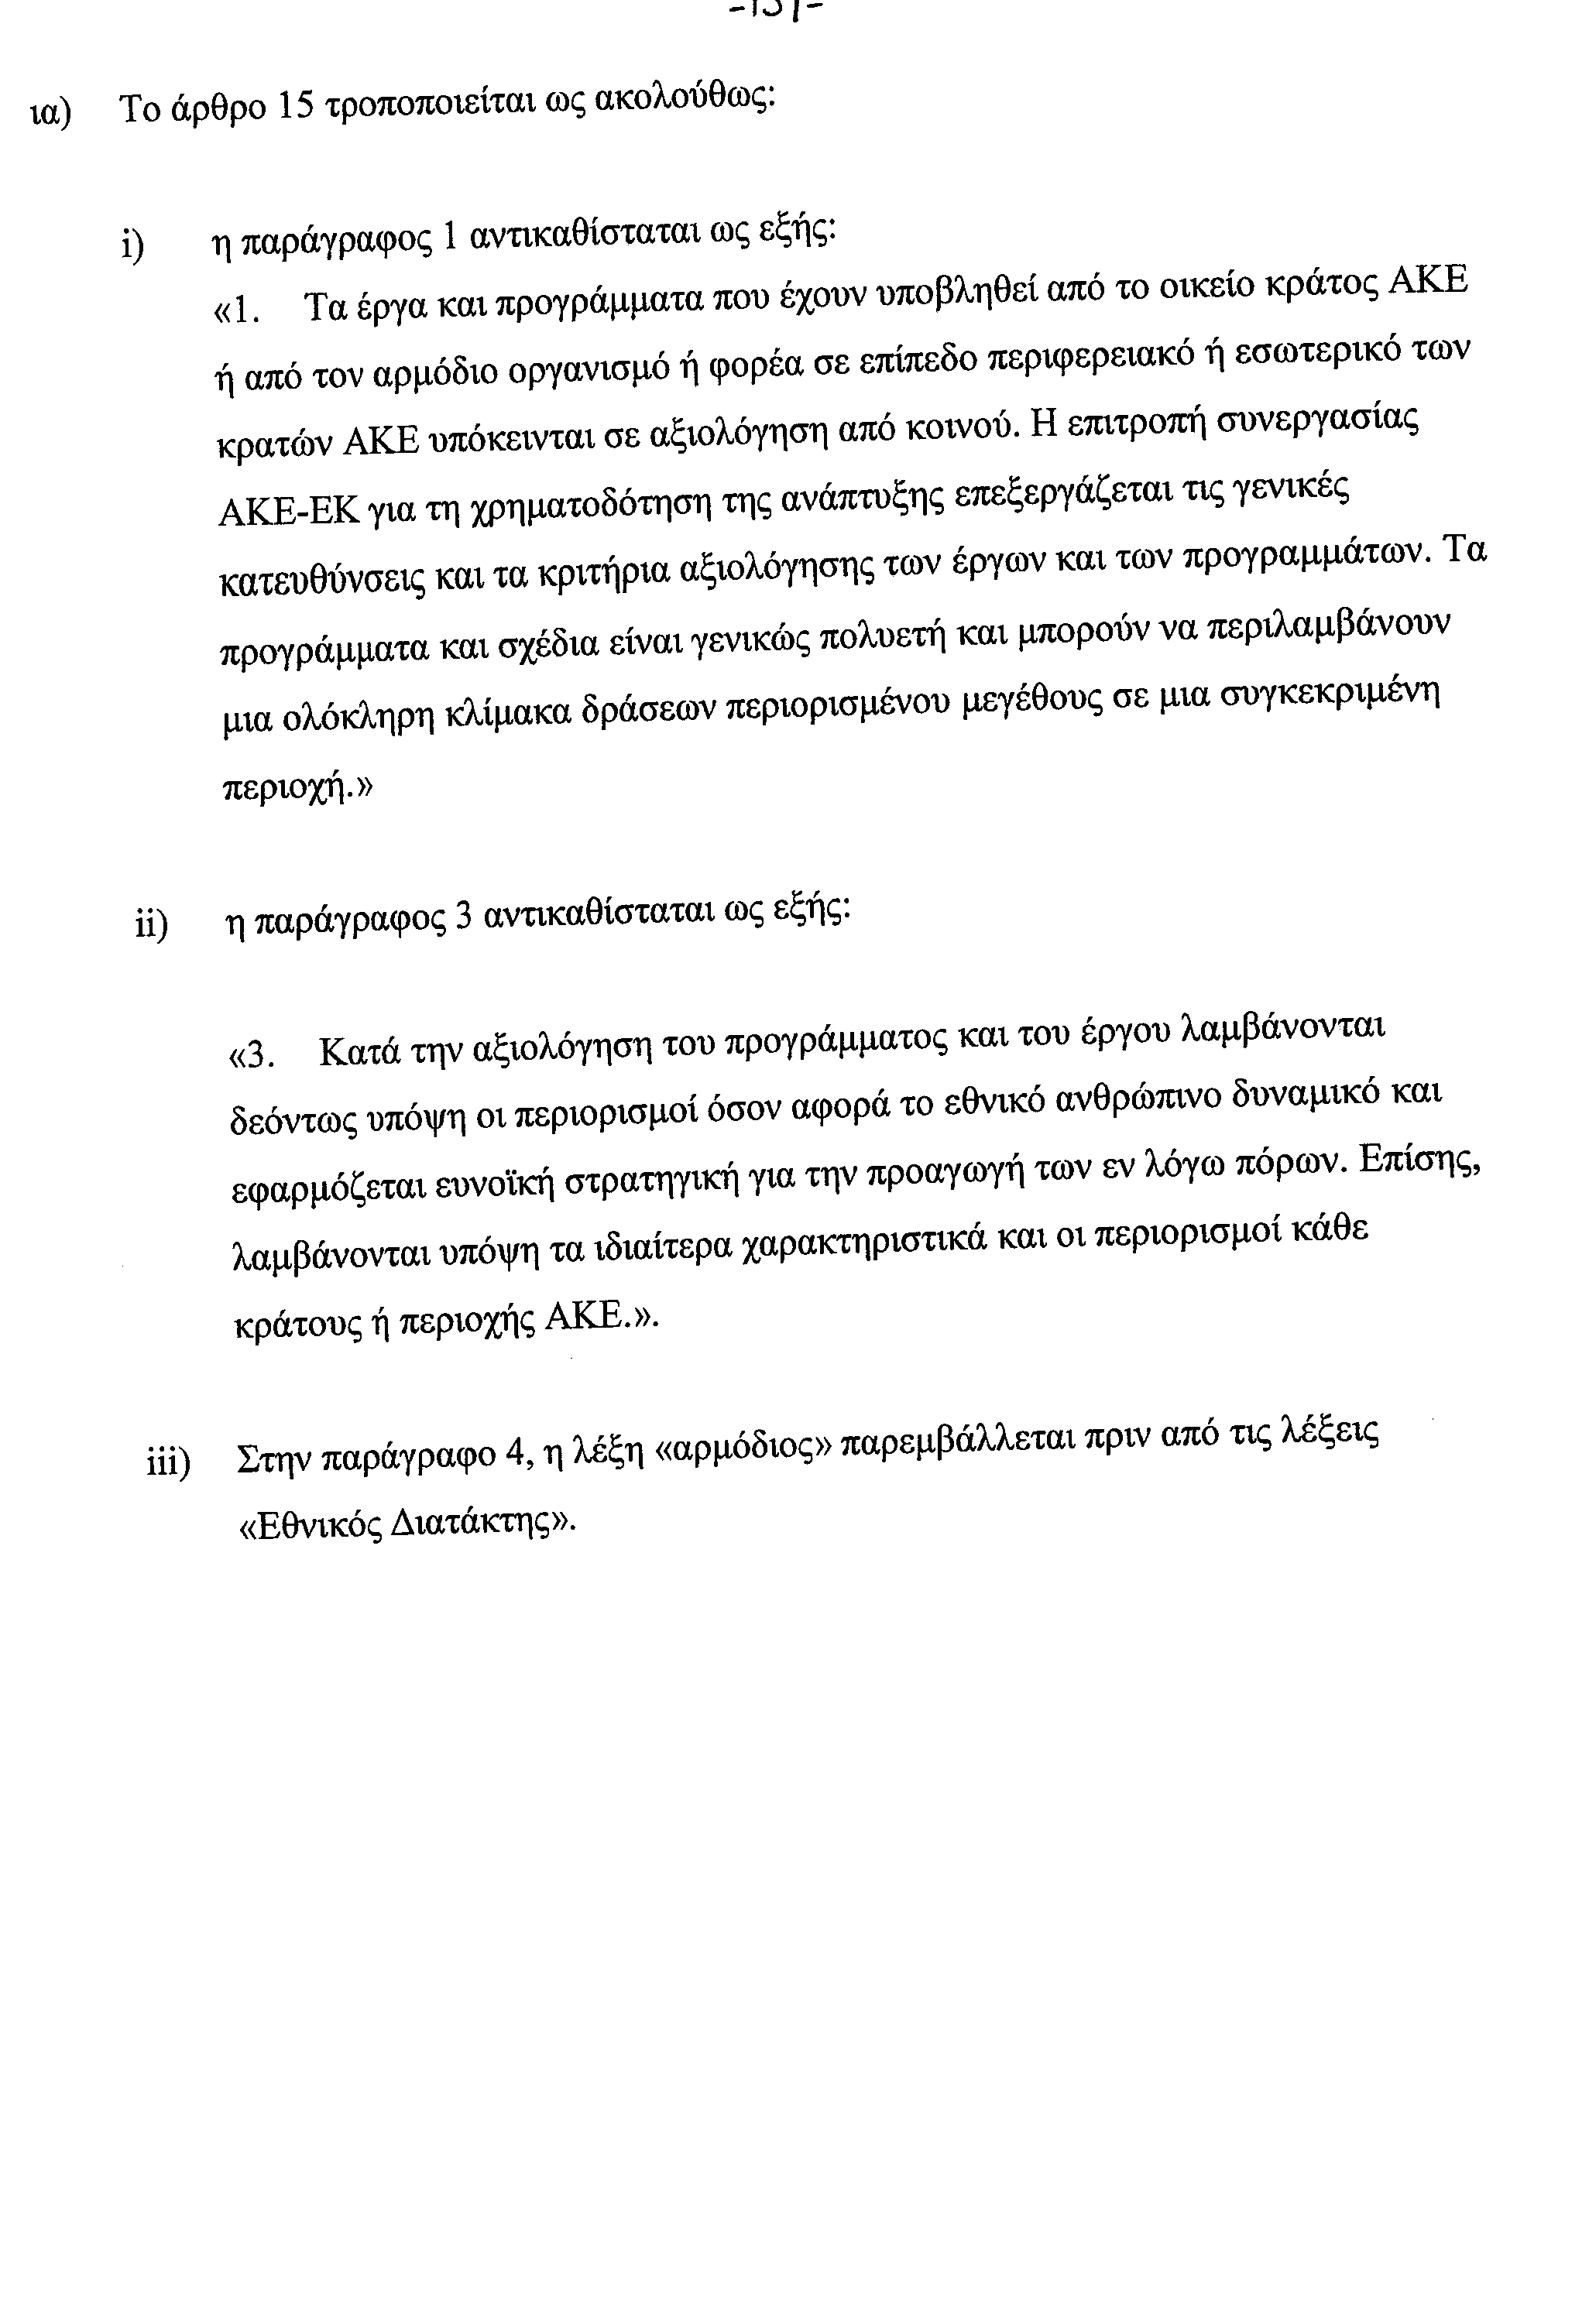 ια) Το άρθρο 15 τροποποιείται ως ακολούθως:
i) η παράγραφος 1 αντικαθίσταται ως εξής:
«1. Τα έργα και προγράμματα που έχουν υποβληθεί από το οικείο κράτος ΑΚΕ
ή από τον αρμόδιο οργανισμό ή φορέα σε επίπεδο περιφερειακό ή εσωτερικό των
κρατών ΑΚΕ υπόκεινται σε αξιολόγηση από κοινού. Η επιτροπή συνεργασίας
ΑΚΕ-ΕΚ για τη χρηματοδότηση της ανάπτυξης επεξεργάζεται τις γενικές
κατευθύνσεις και τα κριτήρια αξιολόγησης των έργων και των προγραμμάτων. Τα
προγράμματα και σχέδια είναι γενικώς πολυετή και μπορούν να περιλαμβάνουν
μια ολόκληρη κλίμακα δράσεων περιορισμένου μεγέθους σε μια συγκεκριμένη
περιοχή.»
ii) η παράγραφος 3 αντικαθίσταται ως εξής:
«3. Κατά την αξιολόγηση του προγράμματος και του έργου λαμβάνονται
δεόντως υπόψη οι περιορισμοί όσον αφορά το εθνικό ανθρώπινο δυναμικό και
εφαρμόζεται ευνοϊκή στρατηγική για την προαγωγή των εν λόγω πόρων. Επίσης,
λαμβάνονται υπόψη τα ιδιαίτερα χαρακτηριστικά και οι περιορισμοί κάθε
κράτους ή περιοχής ΑΚΕ.».
iii) Στην παράγραφο 4, η λέξη «αρμόδιος» παρεμβάλλεται πριν από τις λέξεις
«Εθνικός Διατάκτης».